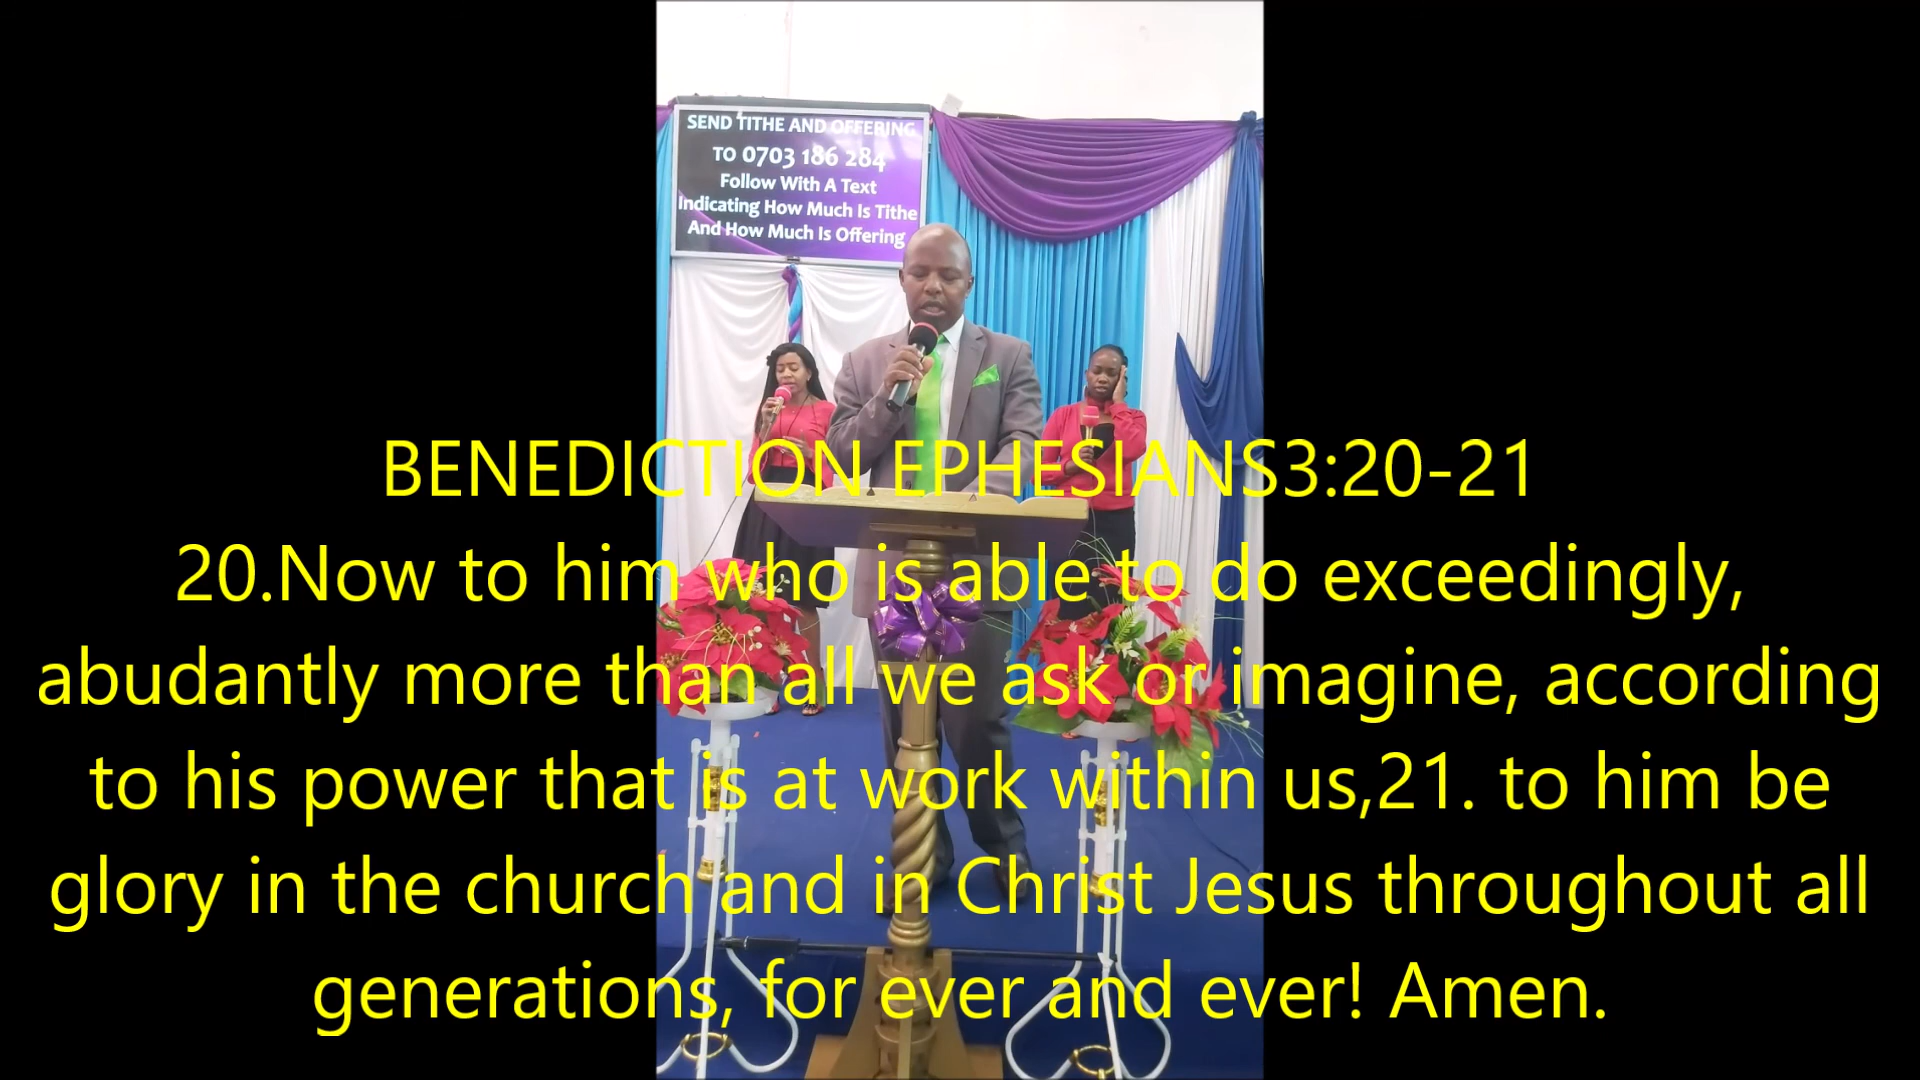 SEND TITHE AND OFFERING
TO 0703 186 284
Follow With A Text
Indicating How Much Is Tithe
And How Much Is Offering
BENEDICTION EPHESIANS3:20-21
20.Now to him who is able to do exceedingly,
abudantly more than all we ask or imagine, according
to his power that is at work within us,21. to him be
glory in the church and in Christ Jesus throughout all
generations, for ever and ever! Amen.